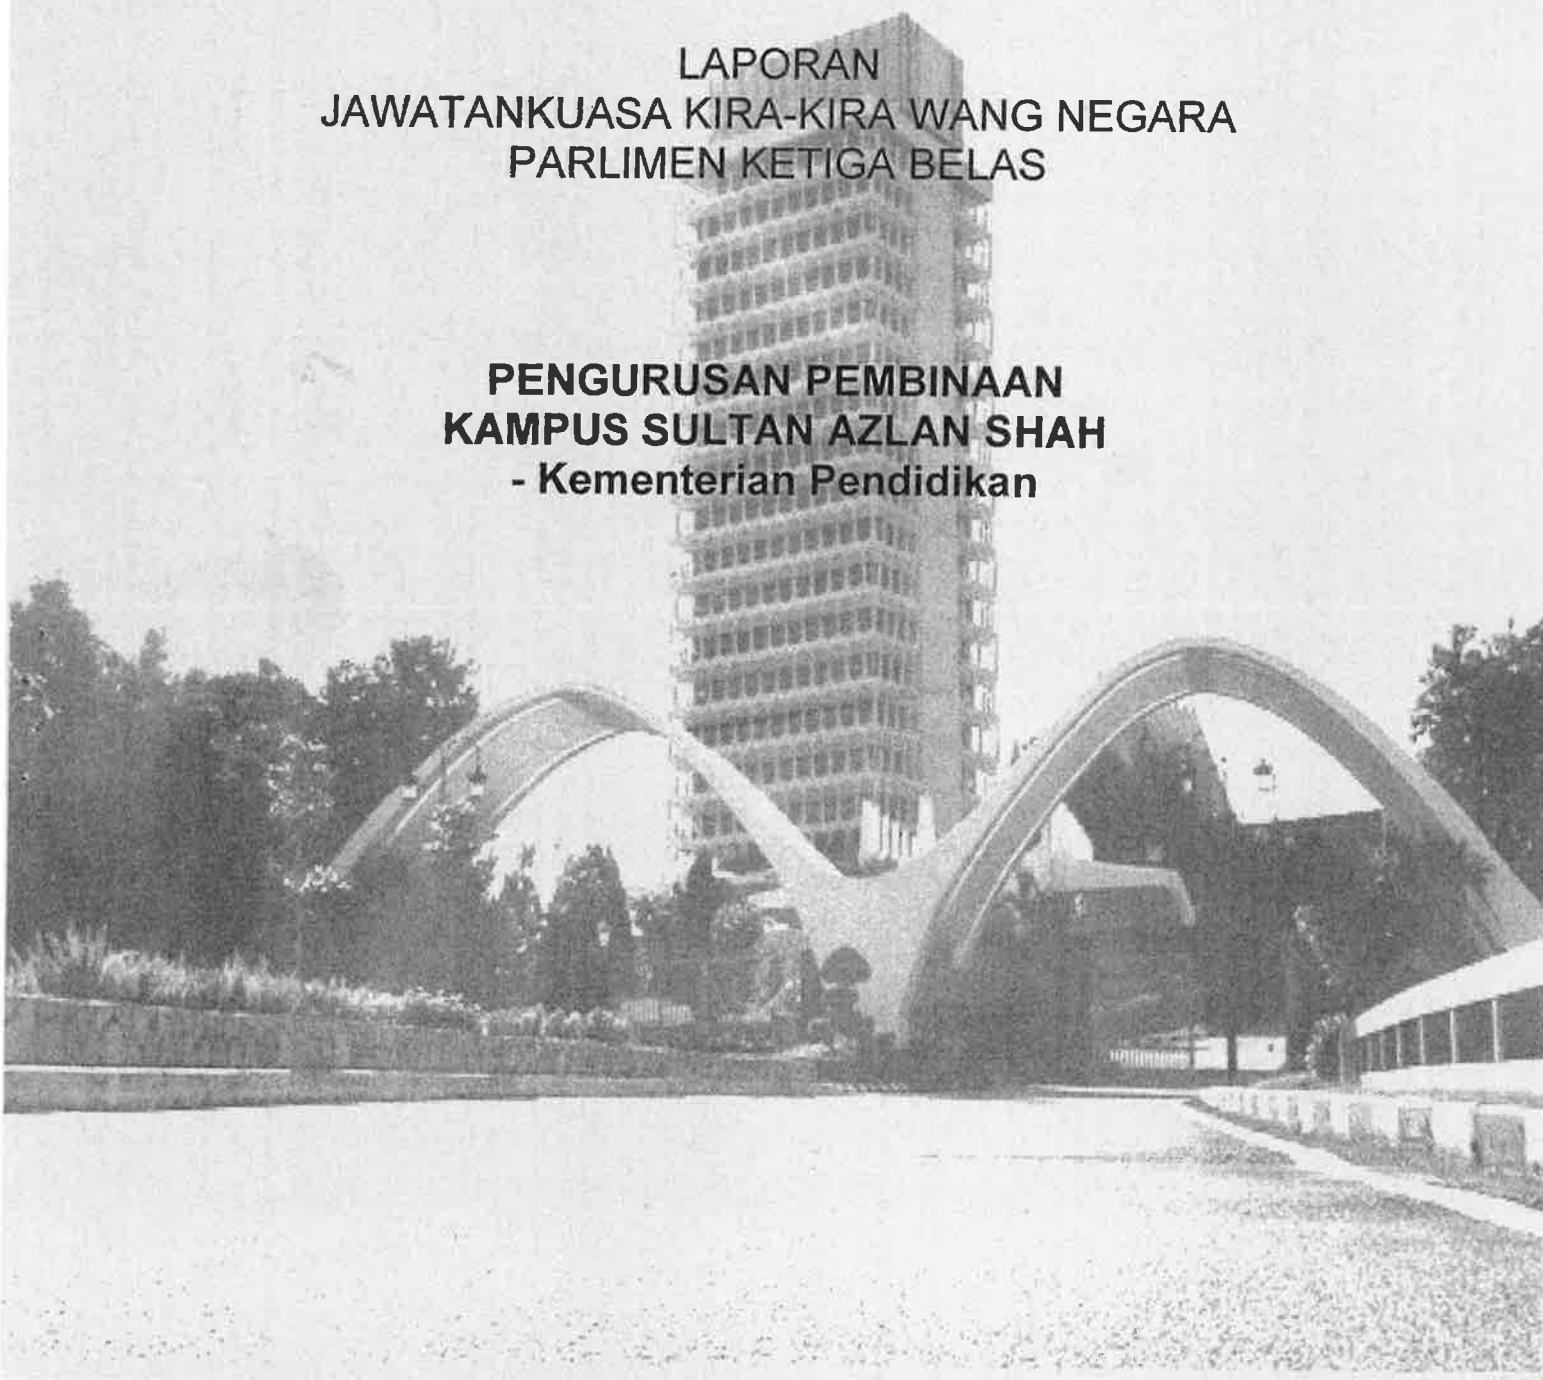 LAPORAN
JAWATANKUASA KIRA-KIRA WANG NEGARA
PARLIMEN KETIGA BELAS
PENGURUSAN PEMBINAAN
KAMPUS SULTAN AZLAN SHAH
- Kementerian Pendidikan